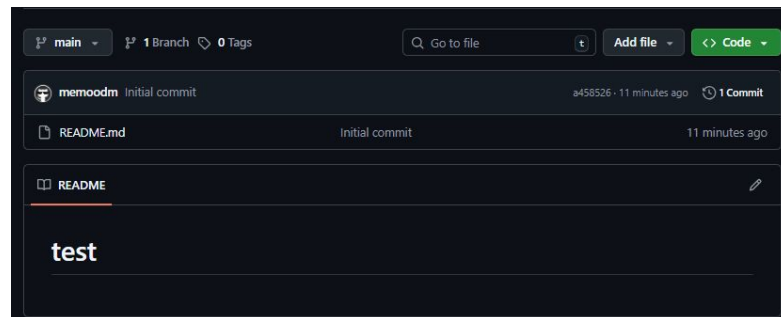 main 1 Branch 0 Tags Go to file t Add file <> Code
memoodm Initial commit a458526 · 11 minutes ago 1 Commit
README.md Initial commit 11 minutes ago
README
test